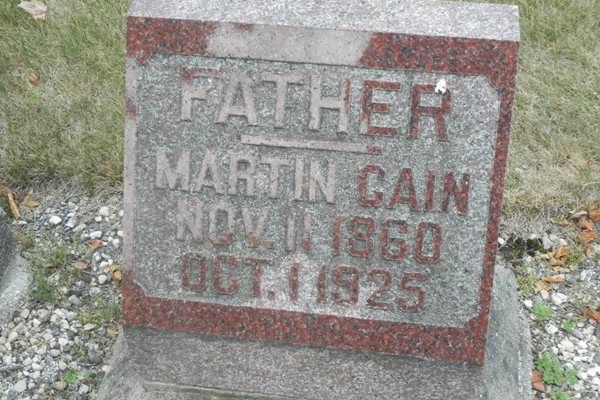 FATHER
MARTIN CAIN
NOV. 11. 1860
OCT. 1 1925